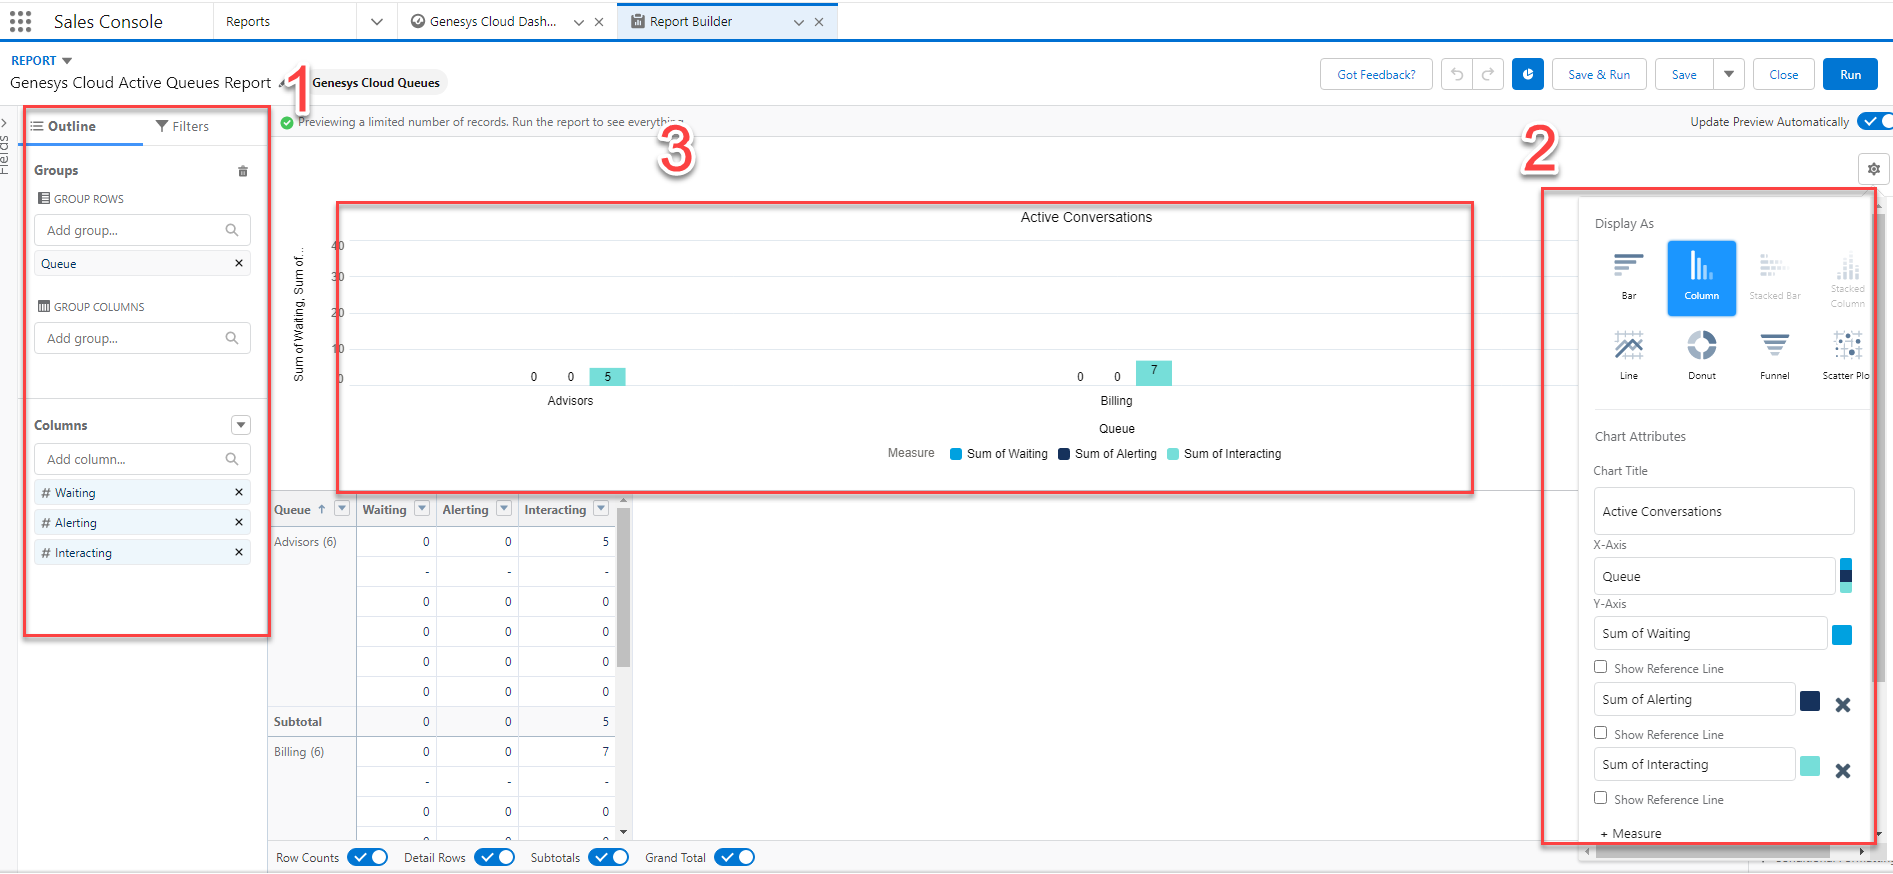 Sales Console
Reports
Genesys Cloud Dash...
Report Builder
REPORT
Genesys Cloud Active Queues Report
Genesys Cloud Queues
Got Feedback?
Save & Run
Save
Close
Run
1
Fields
Outline
Filters
Previewing a limited number of records. Run the report to see everything.
Update Preview Automatically
3
2
Groups
GROUP ROWS
Add group...
Queue
GROUP COLUMNS
Add group...
Columns
Add column...
# Waiting
# Alerting
# Interacting
Active Conversations
Sum of Waiting, Sum of...
40
30
20
10
0
0 0 5
0 0 7
Advisors
Billing
Queue
Measure Sum of Waiting Sum of Alerting Sum of Interacting
Queue ↑ Waiting Alerting Interacting
Advisors (6) 0 0 5
- - -
0 0 0
0 0 0
0 0 0
0 0 0
Subtotal 0 0 5
Billing (6) 0 0 7
- - -
0 0 0
Row Counts Detail Rows Subtotals Grand Total
Display As
Bar
Column
Stacked Bar
Stacked Column
Line
Donut
Funnel
Scatter Plo
Chart Attributes
Chart Title
Active Conversations
X-Axis
Queue
Y-Axis
Sum of Waiting
Show Reference Line
Sum of Alerting
Show Reference Line
Sum of Interacting
Show Reference Line
+ Measure